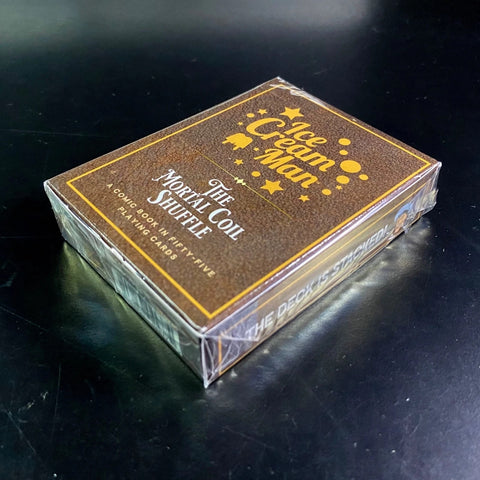 Ice
Cream
Man
The
Mortal Coil
Shuffle
A COMIC BOOK IN FIFTY-FIVE
PLAYING CARDS
THE DECK IS STACKED!